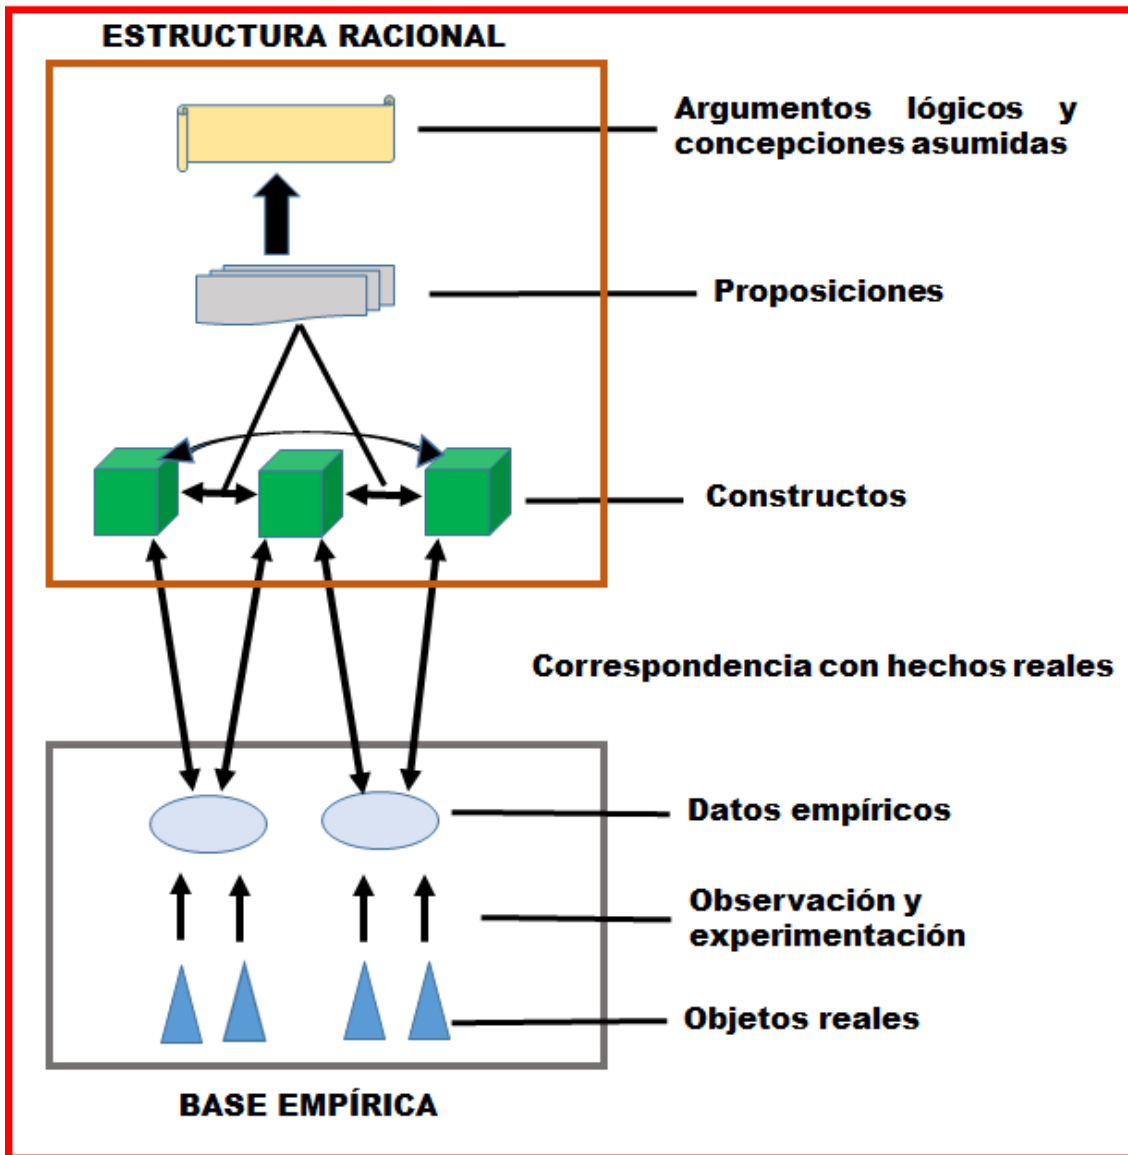 ESTRUCTURA RACIONAL
Argumentos lógicos y
concepciones asumidas
Proposiciones
Constructos
Correspondencia con hechos reales
Datos empíricos
Observación y
experimentación
Objetos reales
BASE EMPÍRICA